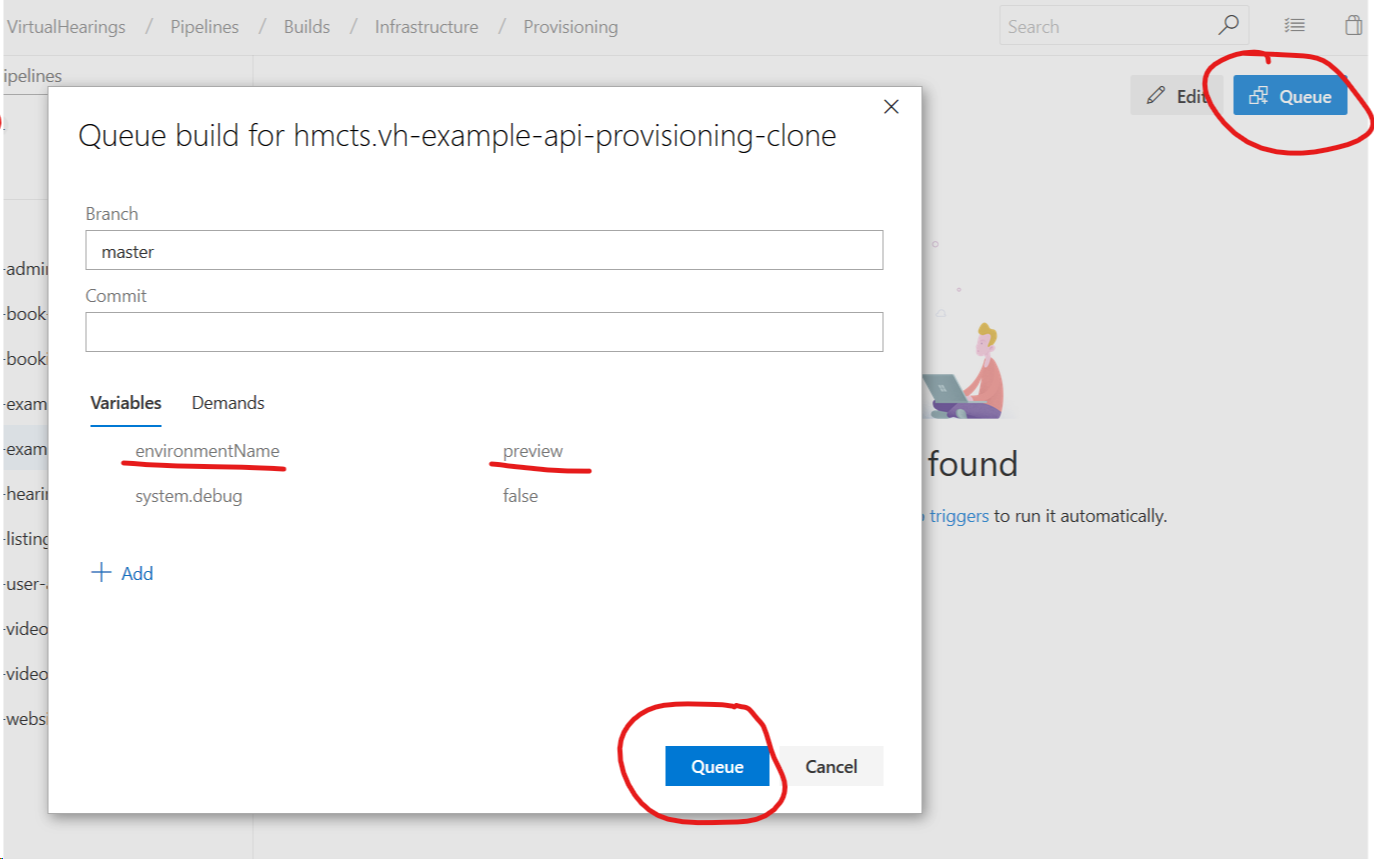 VirtualHearings / Pipelines / Builds / Infrastructure / Provisioning
Search
ipelines
Edit
Queue
Queue build for hmcts.vh-example-api-provisioning-clone
Branch
master
Commit
Variables
Demands
environmentName preview
system.debug false
+ Add
Queue
Cancel
-admi
-book-
-booki
-exam
-exam
-hearin
-listing
-user-
-video
-video
-webs
found
triggers to run it automatically.